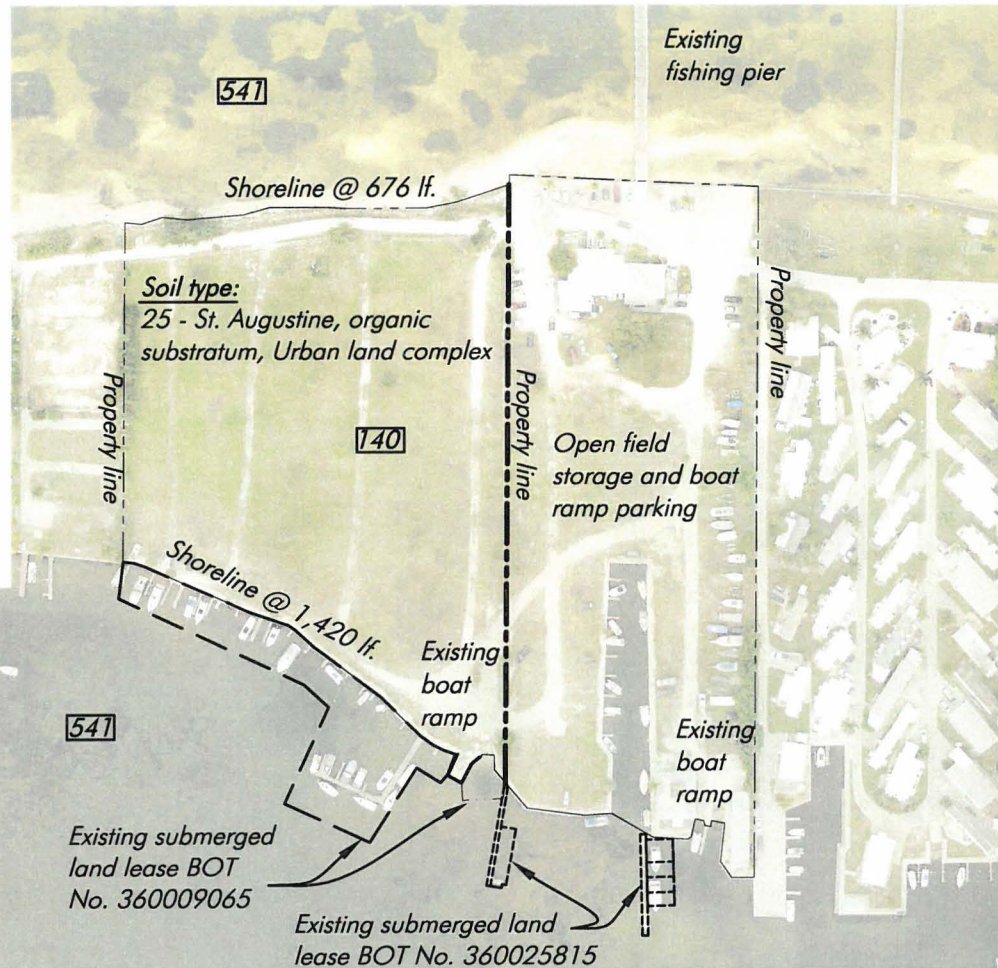 Existing
fishing pier
541
Shoreline @ 676 lf.
Soil type:
25 - St. Augustine, organic
substratum, Urban land complex
Property line
Property line
Property line
140
Open field
storage and boat
ramp parking
Shoreline @ 1,420 lf.
Existing
boat
ramp
541
Existing
boat
ramp
Existing submerged
land lease BOT
No. 360009065
Existing submerged land
lease BOT No. 360025815